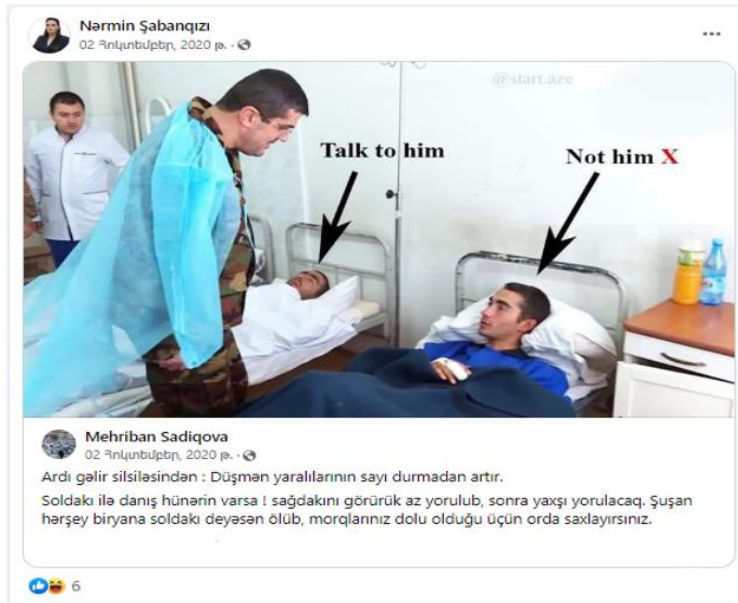 Nərmin Şabanqızı
02 Հոկտեմբեր, 2020 թ. ·
@start.aze
Talk to him
Not him X
Mehriban Sadiqova
02 Հոկտեմբեր, 2020 թ. ·
Ardı gəlir silsiləsindən : Düşmən yaralılarının sayı durmadan artır.
Soldakı ilə danış hünərin varsa ! sağdakını görürük az yorulub, sonra yaxşı yorulacaq. Şuşan
hərşey biryana soldakı deyəsən ölüb, morqlarınız dolu olduğu üçün orda saxlayırsınız.
6